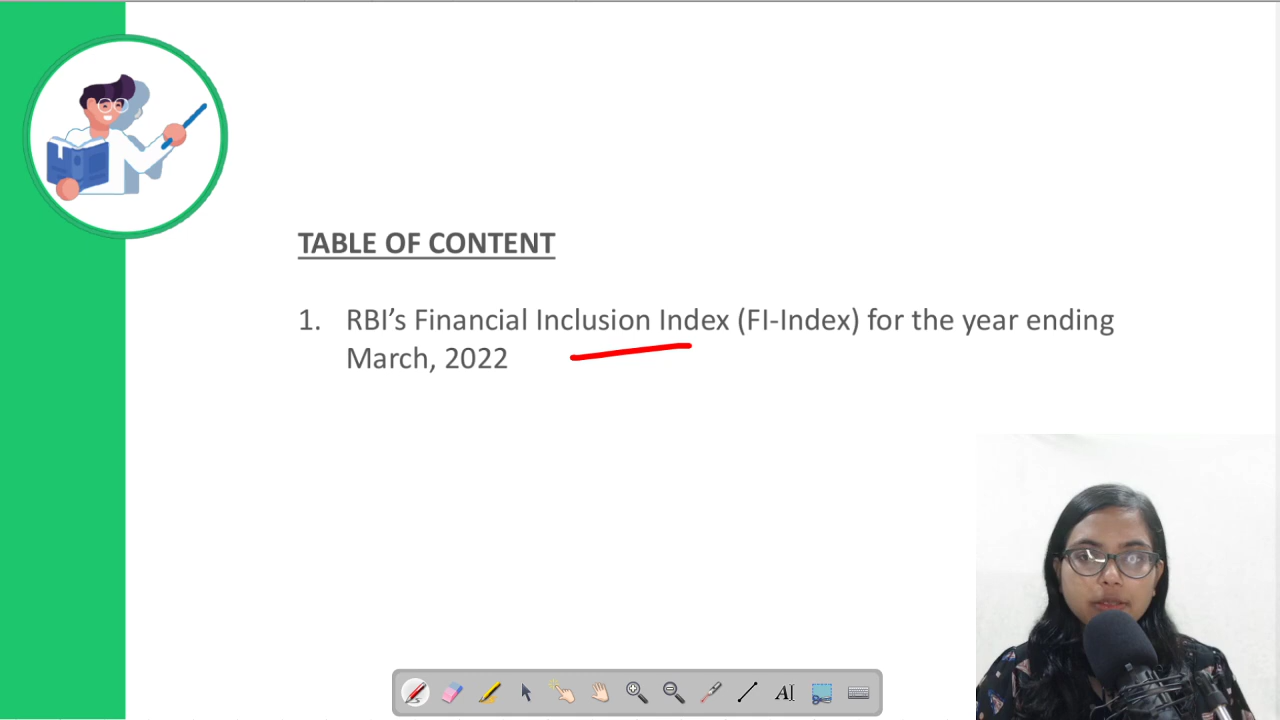 TABLE OF CONTENT
1. RBI’s Financial Inclusion Index (FI-Index) for the year ending
March, 2022